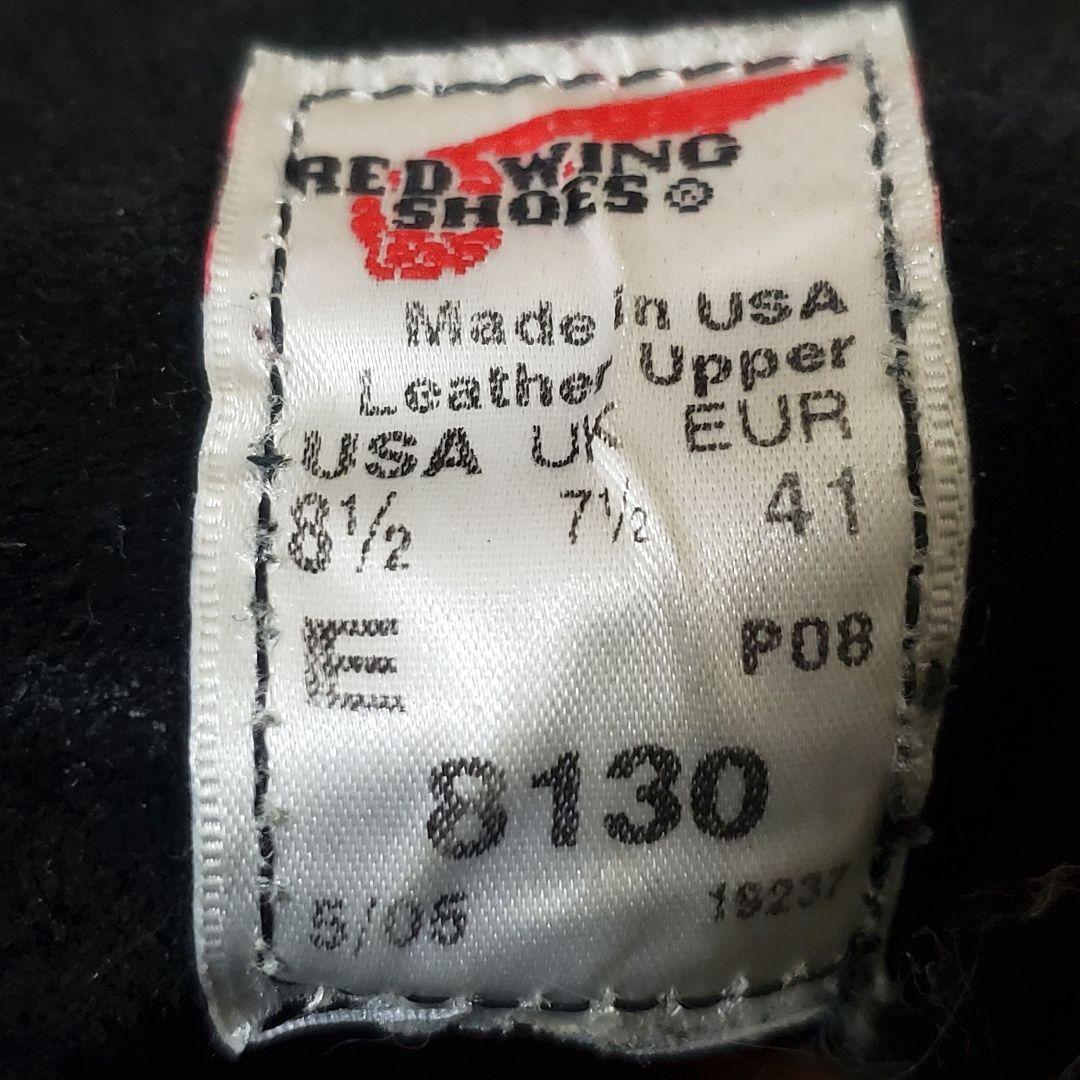 RED WING
SHOES®
Made in USA
Leather Upper
USA UK EUR
8½ 7½ 41
E P08
8130
5/05 19237